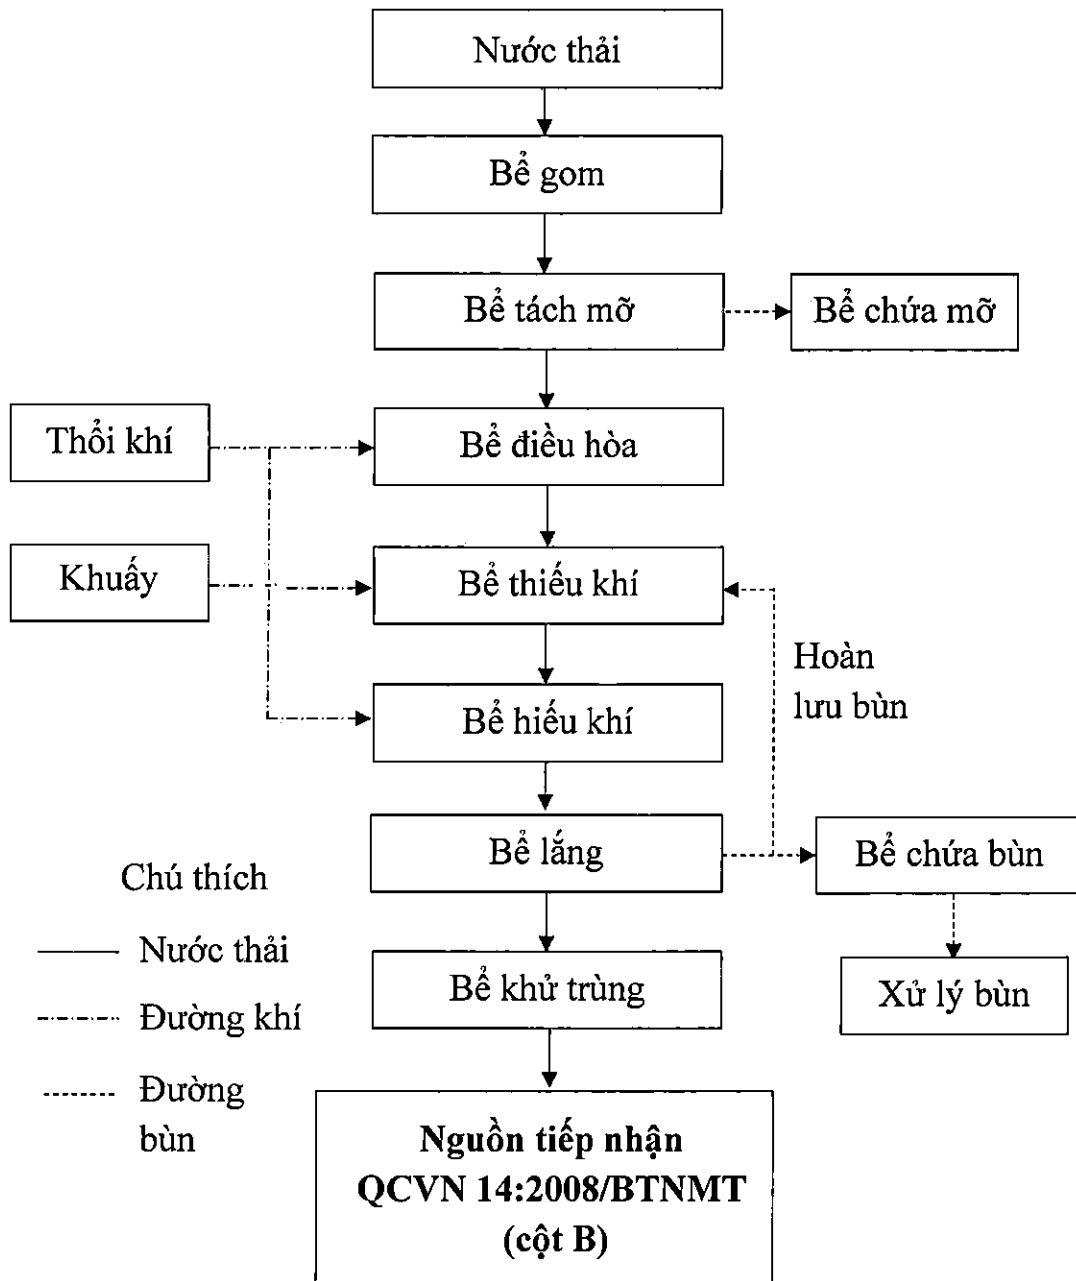 Nước thải
Bể gom
Bể tách mỡ
Bể chứa mỡ
Thổi khí
Bể điều hòa
Khuấy
Bể thiếu khí
Hoàn
lưu bùn
Bể hiếu khí
Bể lắng
Bể chứa bùn
Chú thích
Nước thải
Bể khử trùng
Xử lý bùn
Đường khí
Đường
bùn
Nguồn tiếp nhận
QCVN 14:2008/BTNMT
(cột B)